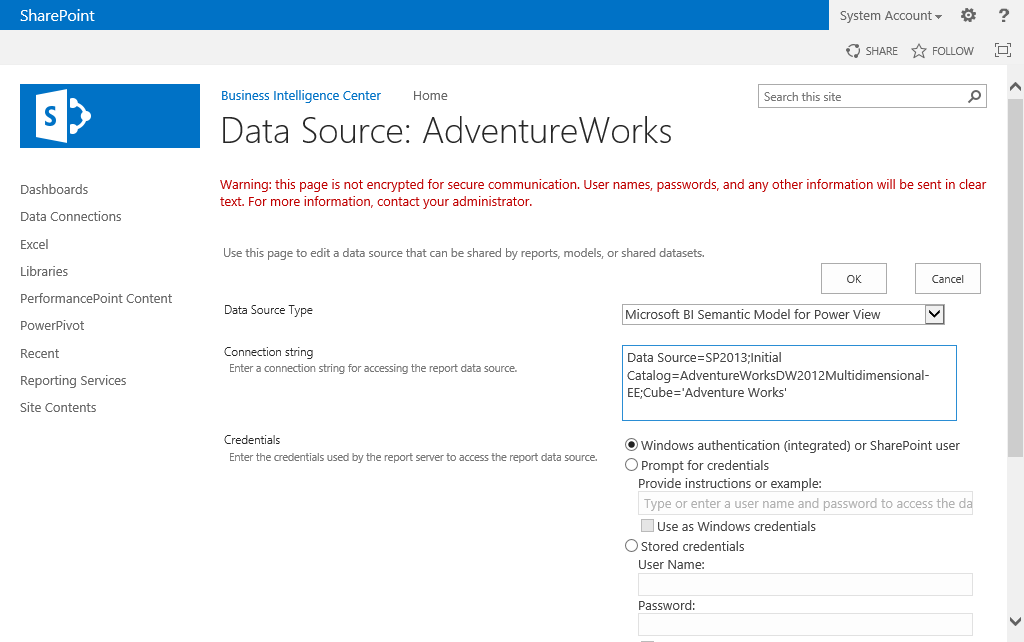 SharePoint
System Account
?
SHARE
FOLLOW
S
Business Intelligence Center
Home
Search this site
Data Source: AdventureWorks
Dashboards
Data Connections
Excel
Libraries
PerformancePoint Content
PowerPivot
Recent
Reporting Services
Site Contents
Warning: this page is not encrypted for secure communication. User names, passwords, and any other information will be sent in clear
text. For more information, contact your administrator.
Use this page to edit a data source that can be shared by reports, models, or shared datasets.
OK
Cancel
Data Source Type
Microsoft BI Semantic Model for Power View
Connection string
Enter a connection string for accessing the report data source.
Data Source=SP2013;Initial
Catalog=AdventureWorksDW2012Multidimensional-
EE;Cube='Adventure Works'
Credentials
Enter the credentials used by the report server to access the report data source.
Windows authentication (integrated) or SharePoint user
Prompt for credentials
Provide instructions or example:
Type or enter a user name and password to access the da
Use as Windows credentials
Stored credentials
User Name:
Password: